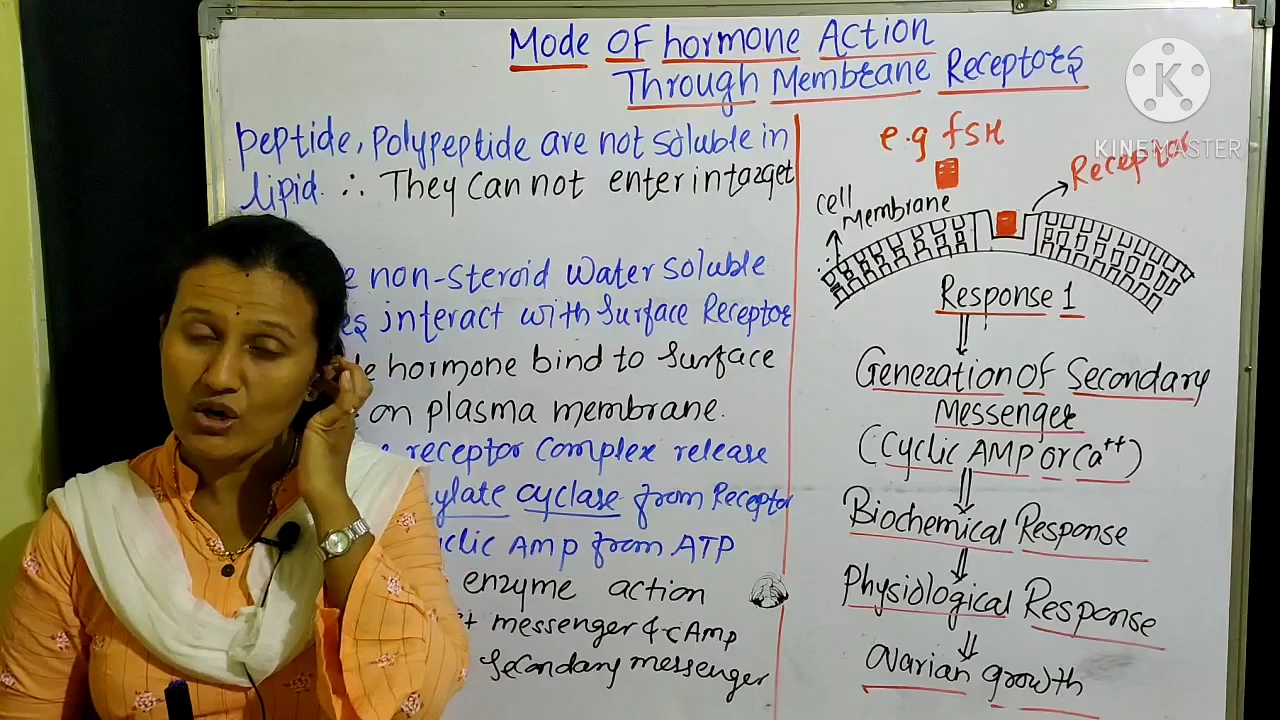 Mode Of hormone Action
Through Membrane Receptors
peptide, polypeptide are not soluble in
lipid. ∴ They can not enter in target
non-steroid water soluble
interact with surface Receptor
hormone bind to surface
on plasma membrane.
receptor complex release
cyclase from Receptor
AMP from ATP
enzyme action
messenger & cAmp
secondary messenger
e.g fSH
Receptor
cell
Membrane
Response 1
Generation Of Secondary
Messenger
(Cyclic AMP or Ca⁺⁺)
Biochemical Response
Physiological Response
Ovarian growth
K
KINEMASTER